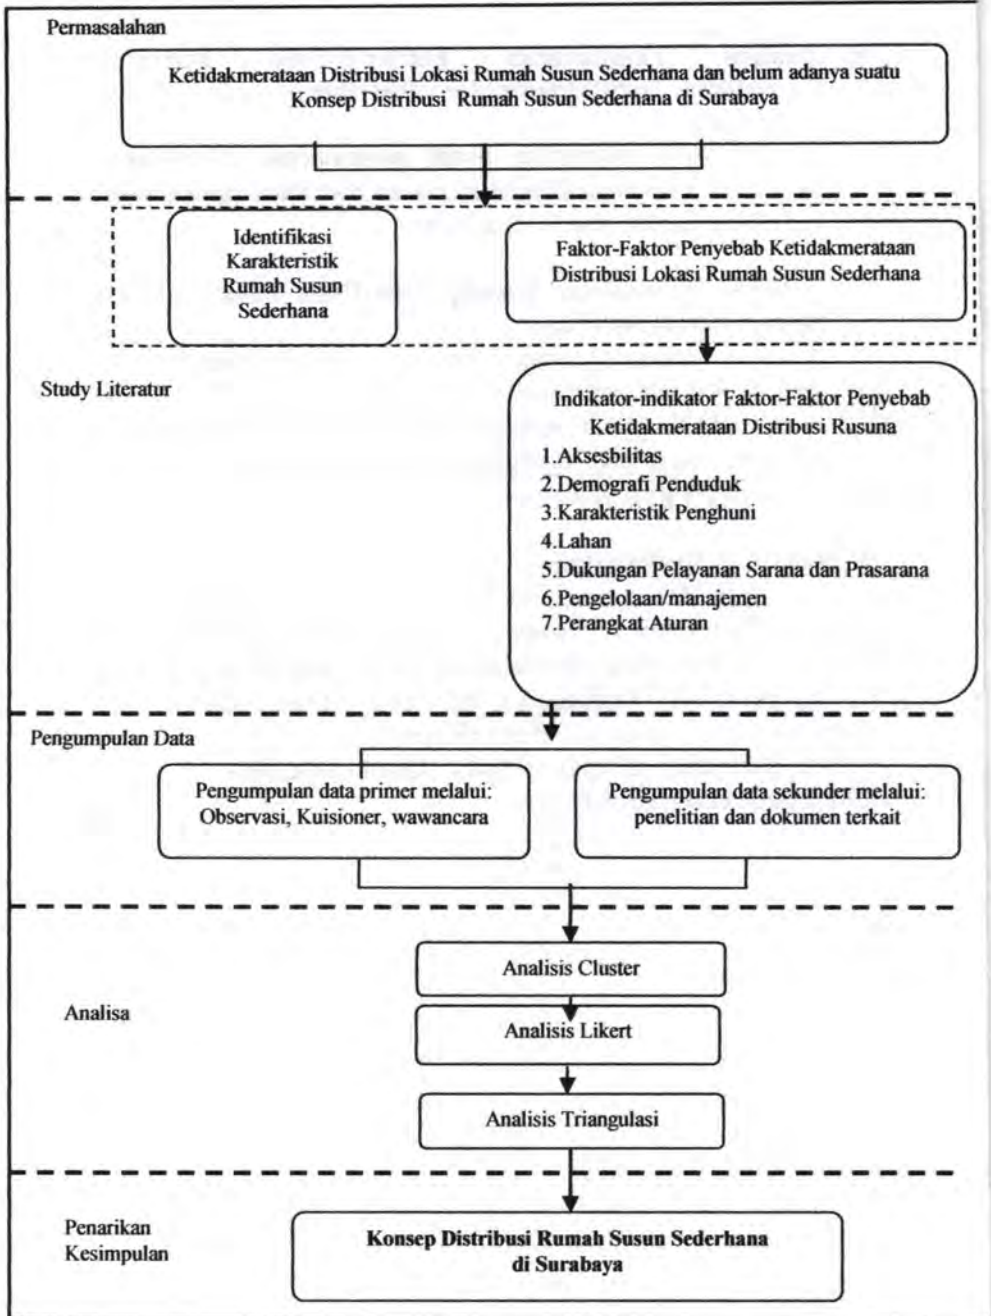 Permasalahan
Ketidakmerataan Distribusi Lokasi Rumah Susun Sederhana dan belum adanya suatu
Konsep Distribusi Rumah Susun Sederhana di Surabaya
Identifikasi
Karakteristik
Rumah Susun
Sederhana
Faktor-Faktor Penyebab Ketidakmerataan
Distribusi Lokasi Rumah Susun Sederhana
Study Literatur
Indikator-indikator Faktor-Faktor Penyebab
Ketidakmerataan Distribusi Rusuna
1.Aksesbilitas
2.Demografi Penduduk
3.Karakteristik Penghuni
4.Lahan
5.Dukungan Pelayanan Sarana dan Prasarana
6.Pengelolaan/manajemen
7.Perangkat Aturan
Pengumpulan Data
Pengumpulan data primer melalui:
Observasi, Kuisioner, wawancara
Pengumpulan data sekunder melalui:
penelitian dan dokumen terkait
Analisa
Analisis Cluster
Analisis Likert
Analisis Triangulasi
Penarikan
Kesimpulan
Konsep Distribusi Rumah Susun Sederhana
di Surabaya